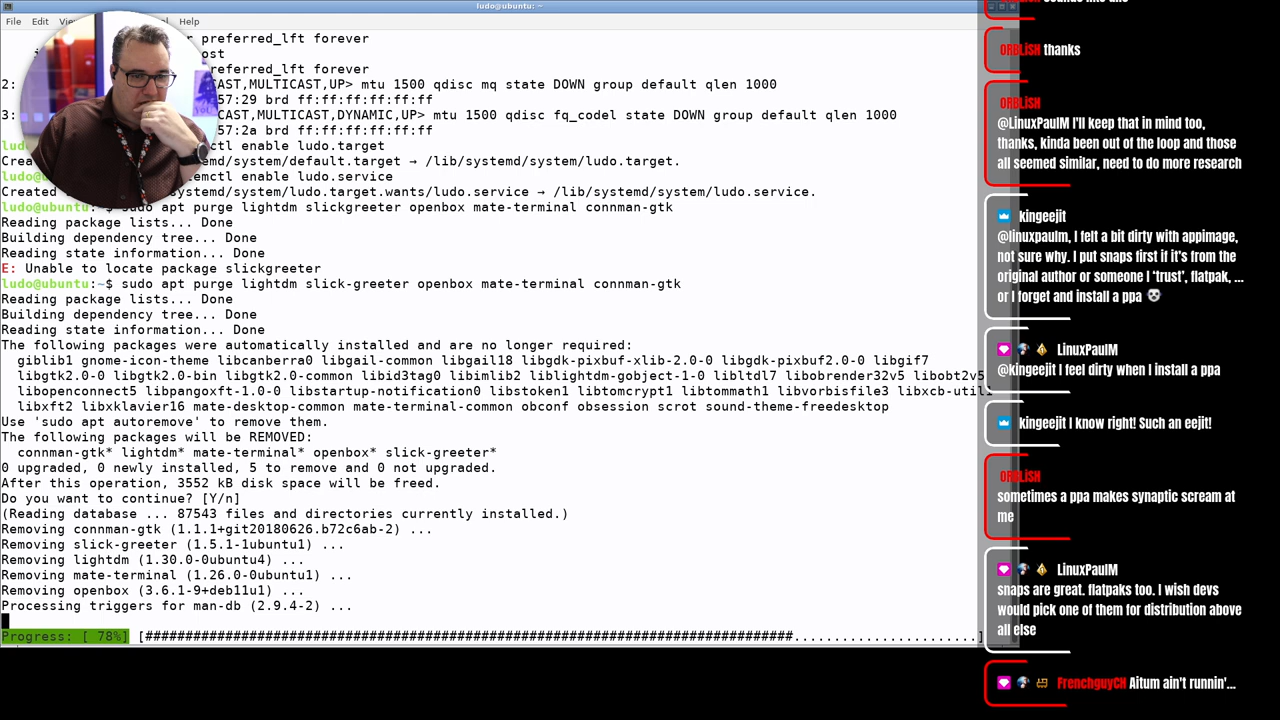 ludo@ubuntu: ~
File Edit Help
preferred_lft forever
preferred_lft forever
2: CAST,MULTICAST,UP> mtu 1500 qdisc mq state DOWN group default qlen 1000
57:29 brd ff:ff:ff:ff:ff:ff
3: CAST,MULTICAST,DYNAMIC,UP> mtu 1500 qdisc fq_codel state DOWN group default qlen 1000
57:2a brd ff:ff:ff:ff:ff:ff
ctl enable ludo.target
systemd/system/default.target → /lib/systemd/system/ludo.target.
emctl enable ludo.service
Created systemd/system/ludo.target.wants/ludo.service → /lib/systemd/system/ludo.service.
ludo@ubuntu:~$ sudo apt purge lightdm slickgreeter openbox mate-terminal connman-gtk
Reading package lists... Done
Building dependency tree... Done
Reading state information... Done
E: Unable to locate package slickgreeter
ludo@ubuntu:~$ sudo apt purge lightdm slick-greeter openbox mate-terminal connman-gtk
Reading package lists... Done
Building dependency tree... Done
Reading state information... Done
The following packages were automatically installed and are no longer required:
giblib1 gnome-icon-theme libcanberra0 libgail-common libgail18 libgdk-pixbuf-xlib-2.0-0 libgdk-pixbuf2.0-0 libgif7
libgtk2.0-0 libgtk2.0-bin libgtk2.0-common libid3tag0 libimlib2 liblightdm-gobject-1-0 libltdl7 libobrender32v5 libobt2v5
libopenconnect5 libpangoxft-1.0-0 libstartup-notification0 libstoken1 libtomcrypt1 libtommath1 libvorbisfile3 libxcb-util1
libxft2 libxklavier16 mate-desktop-common mate-terminal-common obconf obsession scrot sound-theme-freedesktop
Use 'sudo apt autoremove' to remove them.
The following packages will be REMOVED:
connman-gtk* lightdm* mate-terminal* openbox* slick-greeter*
0 upgraded, 0 newly installed, 5 to remove and 0 not upgraded.
After this operation, 3552 kB disk space will be freed.
Do you want to continue? [Y/n]
(Reading database ... 87543 files and directories currently installed.)
Removing connman-gtk (1.1.1+git20180626.b72c6ab-2) ...
Removing slick-greeter (1.5.1-1ubuntu1) ...
Removing lightdm (1.30.0-0ubuntu4) ...
Removing mate-terminal (1.26.0-0ubuntu1) ...
Removing openbox (3.6.1-9+deb11u1) ...
Processing triggers for man-db (2.9.4-2) ...
Progress: [ 78%] [#################################################################################.......................]
ORBLiSH thanks
ORBLiSH
@LinuxPaulM I'll keep that in mind too,
thanks, kinda been out of the loop and those
all seemed similar, need to do more research
kingeejit
@linuxpaulm, I felt a bit dirty with appimage,
not sure why. I put snaps first if it's from the
original author or someone I 'trust', flatpak, ...
or I forget and install a ppa 💀
LinuxPaulM
@kingeejit I feel dirty when I install a ppa
kingeejit I know right! Such an eejit!
ORBLiSH
sometimes a ppa makes synaptic scream at
me
LinuxPaulM
snaps are great. flatpaks too. I wish devs
would pick one of them for distribution above
all else
FrenchguyCH Aitum ain't runnin'...